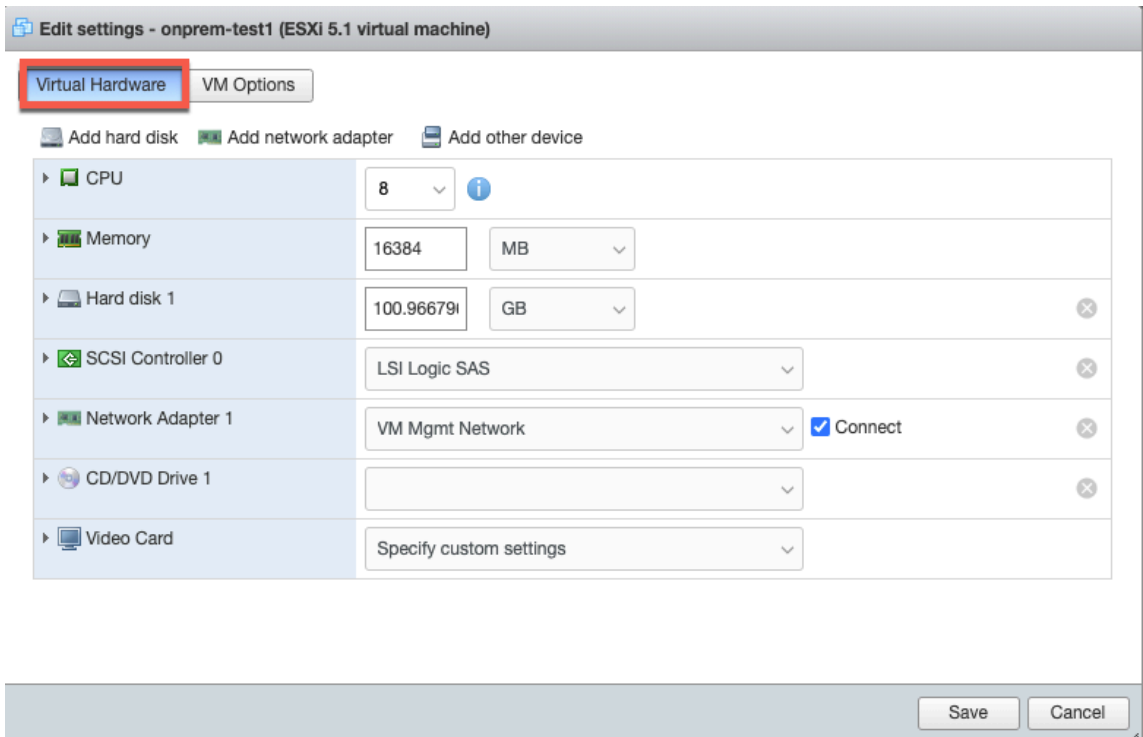 Edit settings - onprem-test1 (ESXi 5.1 virtual machine)
Virtual Hardware VM Options
Add hard disk Add network adapter Add other device
CPU 8
Memory 16384 MB
Hard disk 1 100.966796 GB
SCSI Controller 0 LSI Logic SAS
Network Adapter 1 VM Mgmt Network Connect
CD/DVD Drive 1
Video Card Specify custom settings
Save Cancel